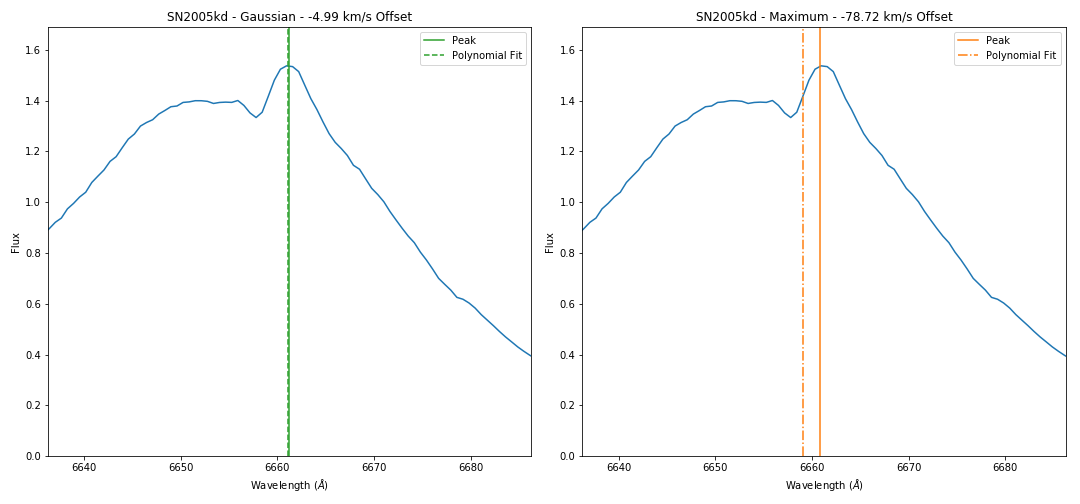 SN2005kd - Gaussian - -4.99 km/s Offset
Peak
Polynomial Fit
Flux
1.6
1.4
1.2
1.0
0.8
0.6
0.4
0.2
0.0
6640
6650
6660
6670
6680
Wavelength (Å)
SN2005kd - Maximum - -78.72 km/s Offset
Peak
Polynomial Fit
Flux
1.6
1.4
1.2
1.0
0.8
0.6
0.4
0.2
0.0
6640
6650
6660
6670
6680
Wavelength (Å)